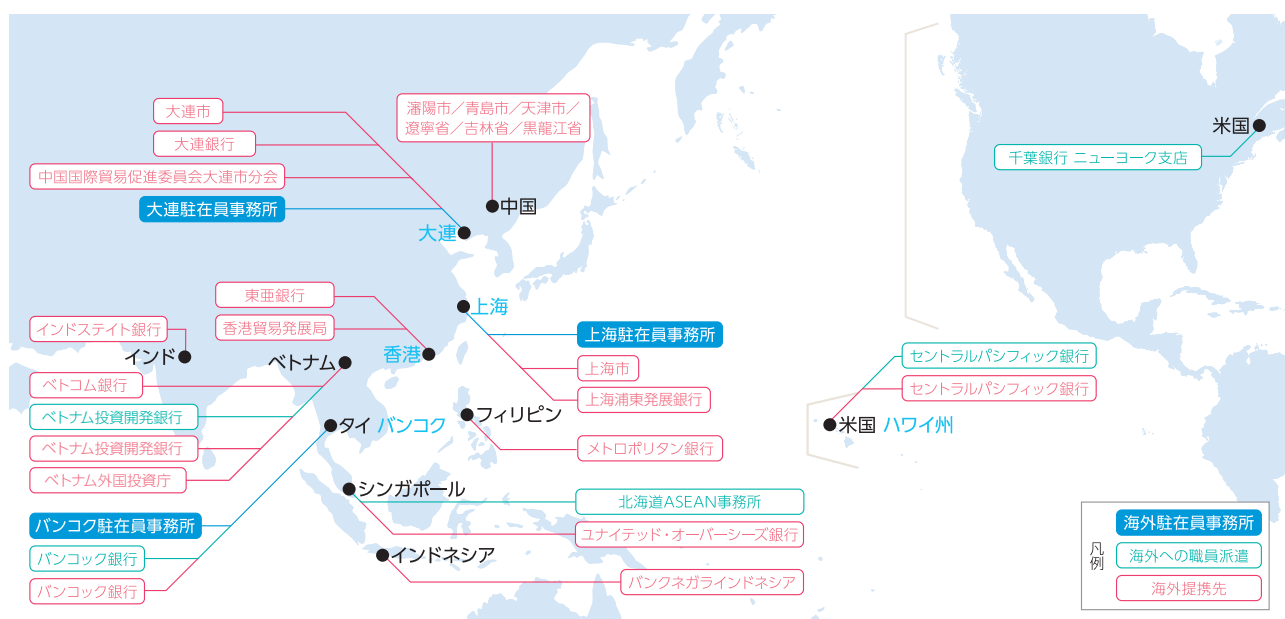 大連市
大連銀行
中国国際貿易促進委員会大連市分会
大連駐在員事務所
大連
瀋陽市／青島市／天津市／
遼寧省／吉林省／黒龍江省
中国
東亜銀行
香港貿易発展局
香港
上海
上海駐在員事務所
上海市
上海浦東発展銀行
インドステイト銀行
インド
ベトナム
ベトコム銀行
ベトナム投資開発銀行
ベトナム投資開発銀行
ベトナム外国投資庁
タイ バンコク
バンコク駐在員事務所
バンコック銀行
バンコック銀行
フィリピン
メトロポリタン銀行
シンガポール
北海道ASEAN事務所
ユナイテッド・オーバーシーズ銀行
インドネシア
バンクネガラインドネシア
米国
千葉銀行 ニューヨーク支店
セントラルパシフィック銀行
セントラルパシフィック銀行
米国 ハワイ州
凡例
海外駐在員事務所
海外への職員派遣
海外提携先